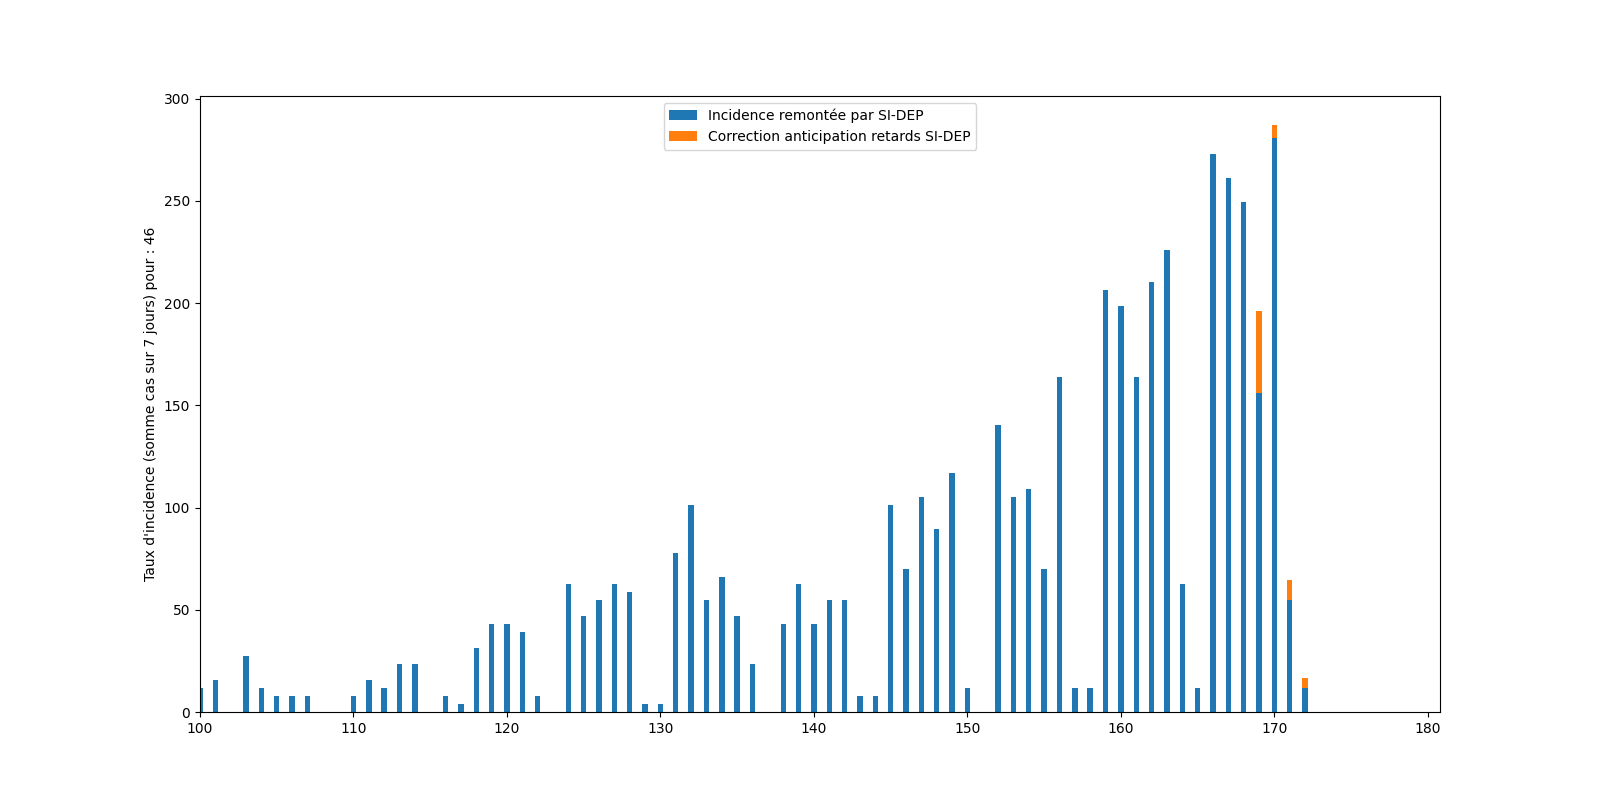 300
250
200
150
100
50
0
Taux d'incidence (somme cas sur 7 jours) pour : 46
Incidence remontée par SI-DEP
Correction anticipation retards SI-DEP
100 110 120 130 140 150 160 170 180